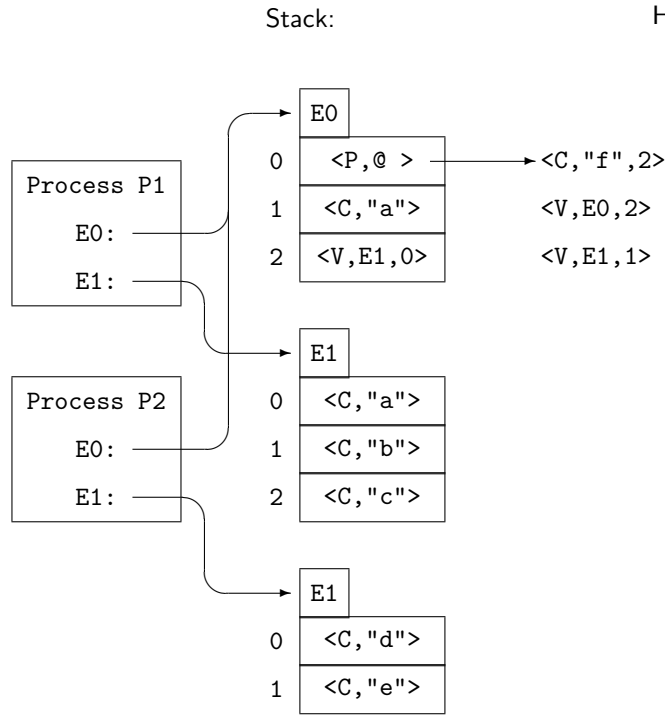 Stack: H
E0
0 <P,@ > <C,"f",2>
Process P1
1 <C,"a"> <V,E0,2>
E0:
2 <V,E1,0> <V,E1,1>
E1:
E1
Process P2
0 <C,"a">
E0:
1 <C,"b">
E1:
2 <C,"c">
E1
0 <C,"d">
1 <C,"e">